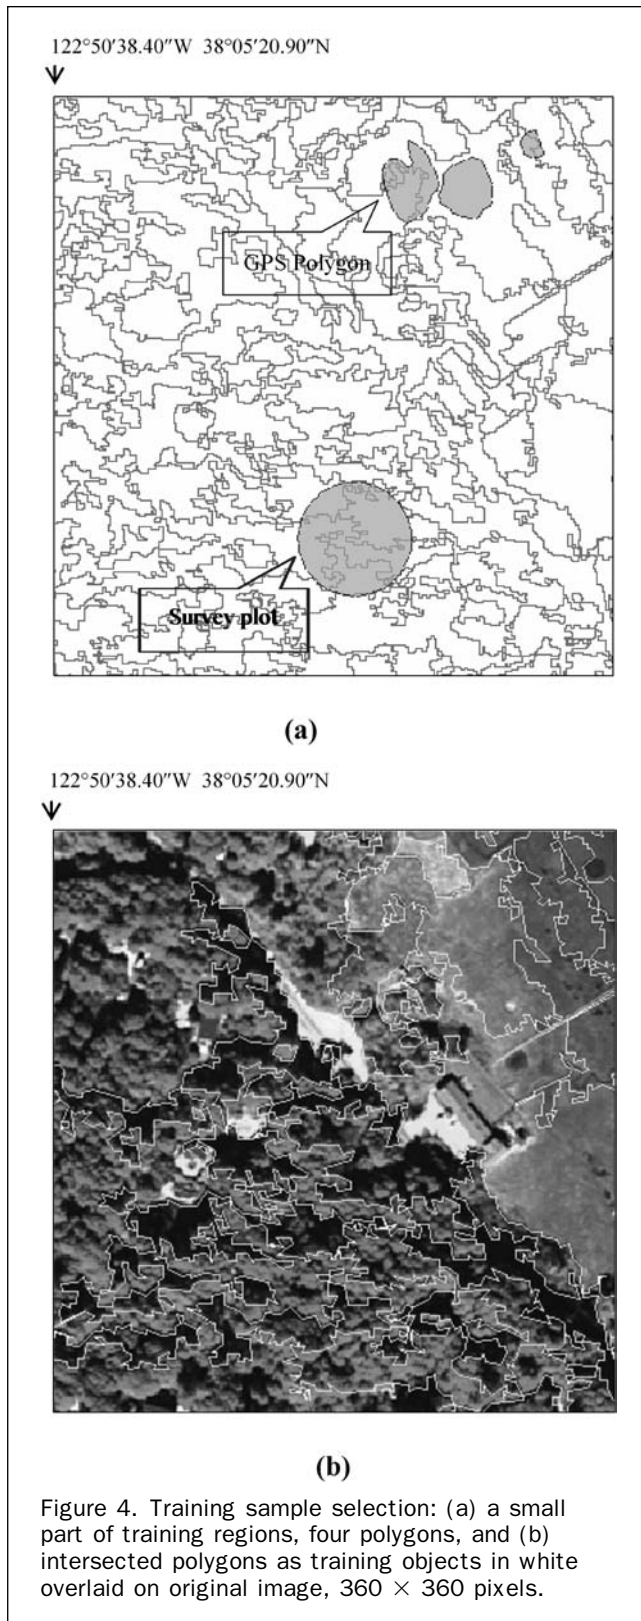 122°50′38.40″W 38°05′20.90″N
GPS Polygon
Survey plot
(a)
122°50′38.40″W 38°05′20.90″N
(b)
Figure 4. Training sample selection: (a) a small
part of training regions, four polygons, and (b)
intersected polygons as training objects in white
overlaid on original image, 360 × 360 pixels.